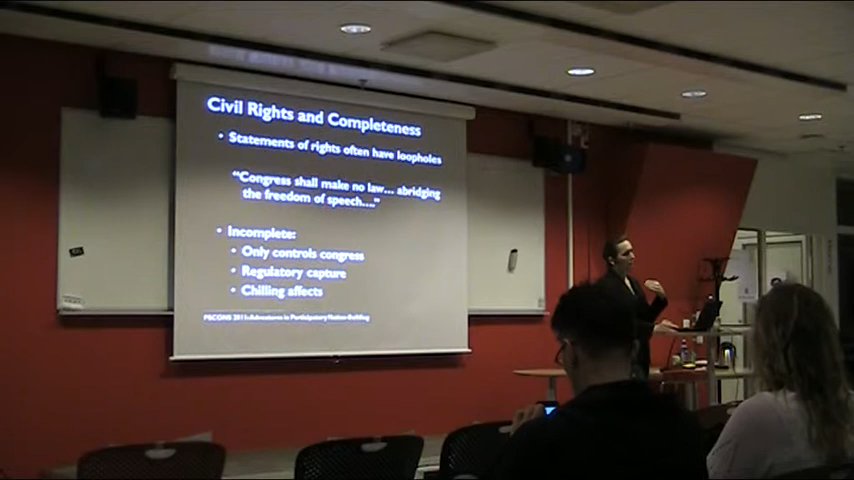 Civil Rights and Completeness
• Statements of rights often have loopholes
"Congress shall make no law... abridging
the freedom of speech...."
• Incomplete:
• Only controls congress
• Regulatory capture
• Chilling affects
FSCONS 2011: Adventures in Participatory Nation-Building